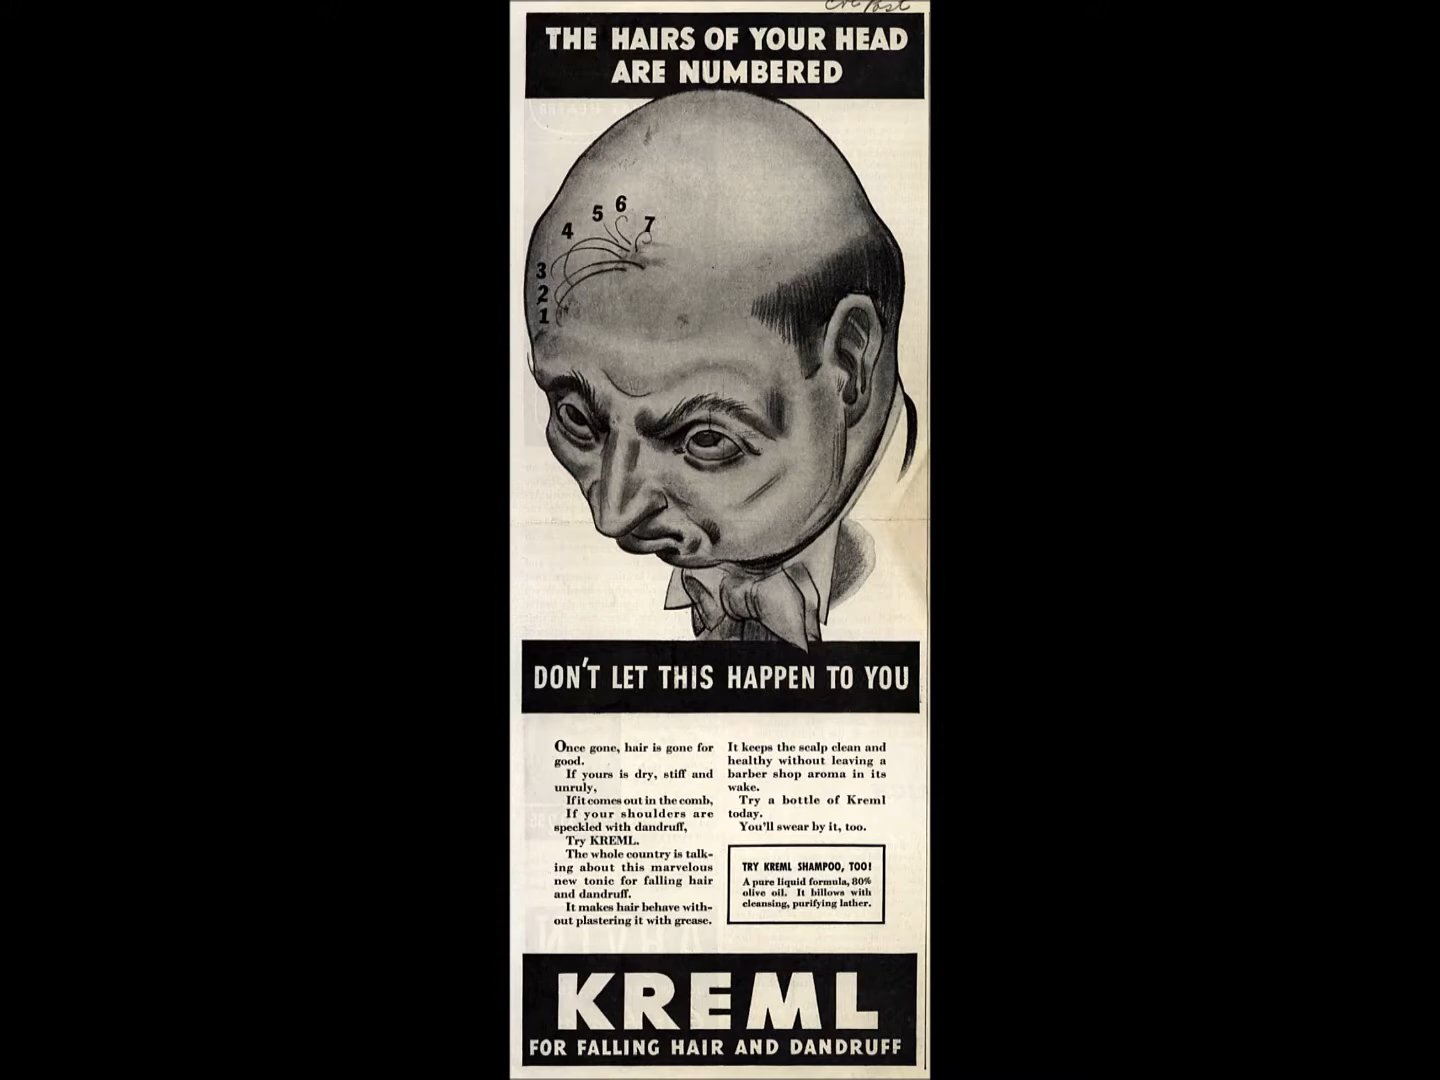 Eve Post
THE HAIRS OF YOUR HEAD
ARE NUMBERED
6
5
7
4
3
2
1
DON'T LET THIS HAPPEN TO YOU
Once gone, hair is gone for
good.
If yours is dry, stiff and
unruly,
If it comes out in the comb,
If your shoulders are
speckled with dandruff,
Try KREML.
The whole country is talk-
ing about this marvelous
new tonic for falling hair
and dandruff.
It makes hair behave with-
out plastering it with grease.
It keeps the scalp clean and
healthy without leaving a
barber shop aroma in its
wake.
Try a bottle of Kreml
today.
You'll swear by it, too.
TRY KREML SHAMPOO, TOO!
A pure liquid formula, 80%
olive oil. It billows with
cleansing, purifying lather.
KREML
FOR FALLING HAIR AND DANDRUFF